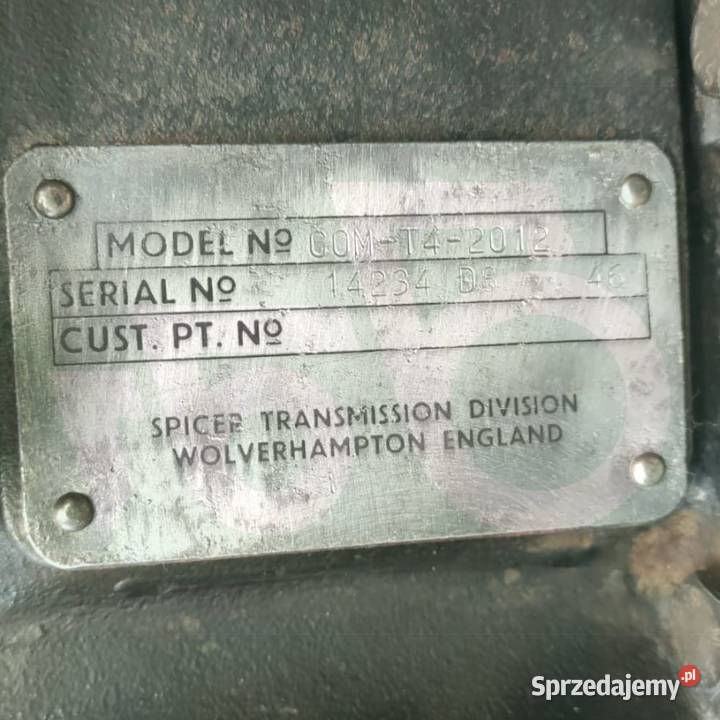 MODEL Nº COM-T4-2012
SERIAL Nº 14234 DS 46
CUST. PT. Nº
SPICER TRANSMISSION DIVISION
WOLVERHAMPTON ENGLAND
Sprzedajemy.pl